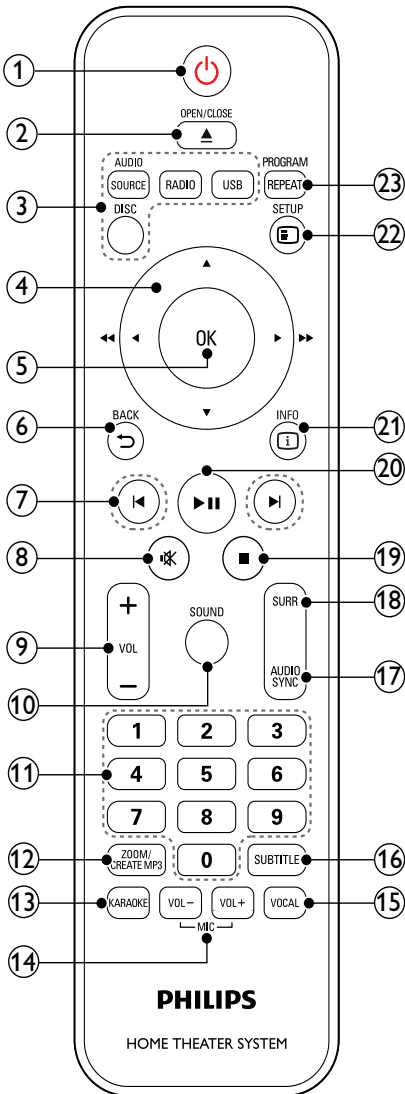 1
OPEN/CLOSE
2
AUDIO PROGRAM
SOURCE RADIO USB REPEAT 23
3 DISC SETUP
22
4
OK
5
BACK INFO
6 21
20
7
8 19
SURR 18
+
SOUND
9 VOL
AUDIO
SYNC 17
−
10
1 2 3
11 4 5 6
7 8 9
12 ZOOM/
CREATE MP3 0 SUBTITLE 16
13 KARAOKE VOL− VOL+ VOCAL 15
MIC
14
PHILIPS
HOME THEATER SYSTEM